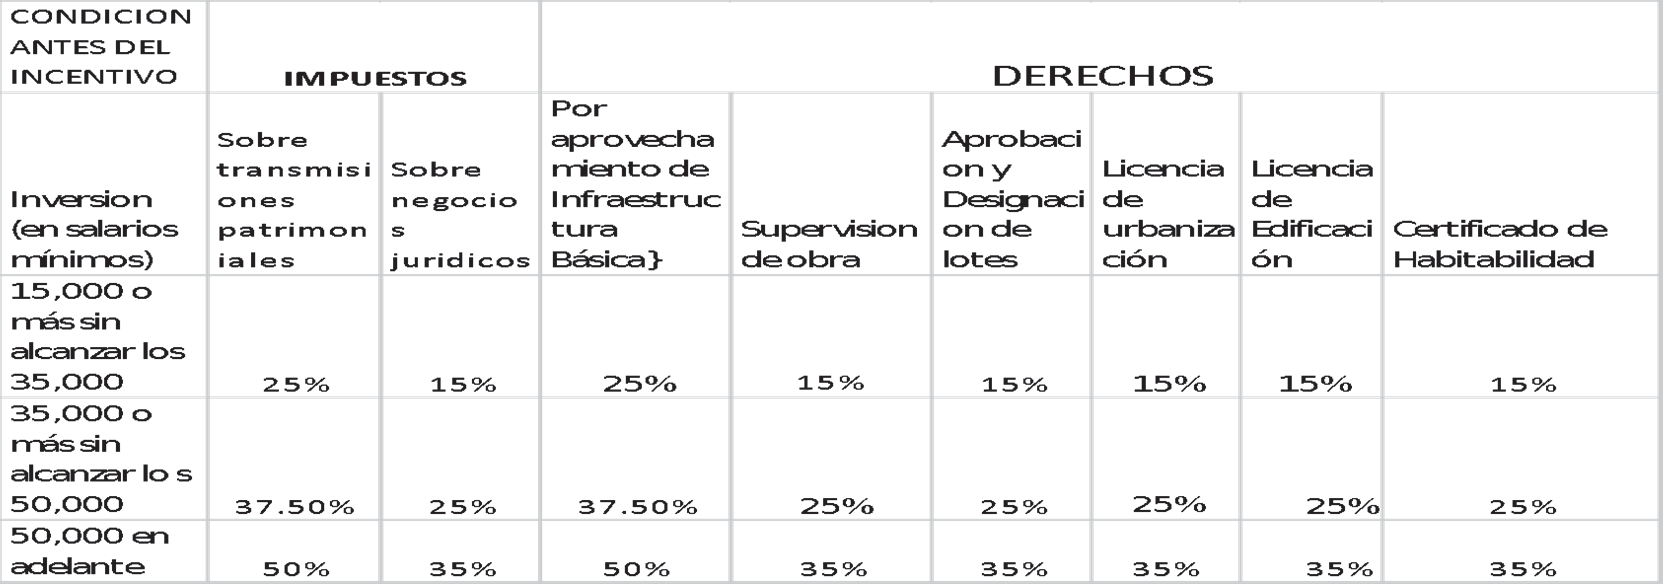 CONDICION
ANTES DEL
INCENTIVO
IMPUESTOS
DERECHOS
Inversion
(en salarios
mínimos)
Sobre
transmisi
ones
patrimon
iales
Sobre
negocio
s
juridicos
Por
aprovecha
miento de
Infraestruc
tura
Básica}
Supervision
de obra
Aprobaci
on y
Designaci
on de
lotes
Licencia
de
urbaniza
ción
Licencia
de
Edificaci
ón
Certificado de
Habitabilidad
15,000 o
más sin
alcanzar los
35,000
25%
15%
25%
15%
15%
15%
15%
15%
35,000 o
más sin
alcanzar lo s
50,000
37.50%
25%
37.50%
25%
25%
25%
25%
25%
50,000 en
adelante
50%
35%
50%
35%
35%
35%
35%
35%